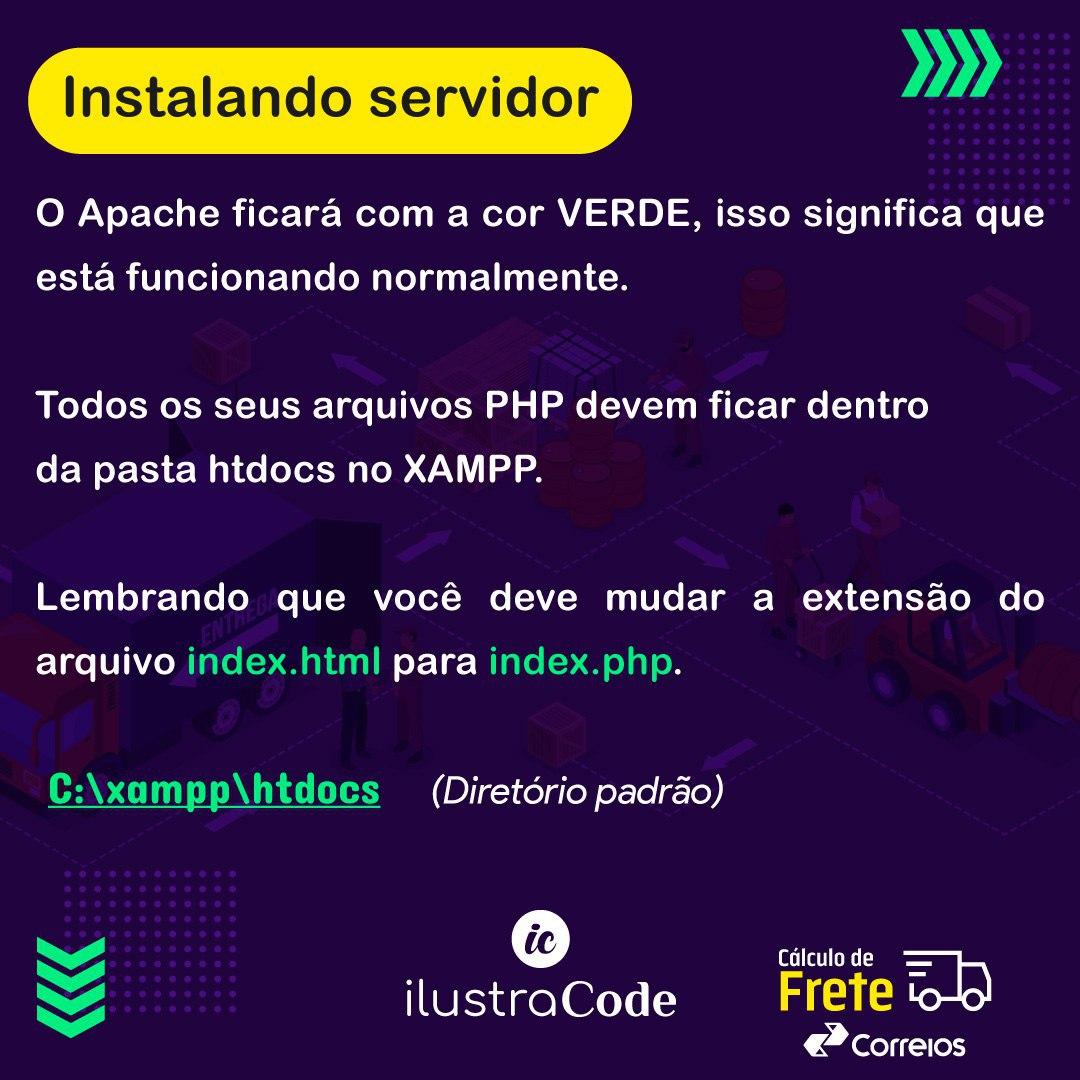 Instalando servidor
O Apache ficará com a cor VERDE, isso significa que
está funcionando normalmente.
Todos os seus arquivos PHP devem ficar dentro
da pasta htdocs no XAMPP.
Lembrando que você deve mudar a extensão do
arquivo index.html para index.php.
ENTREGA
C:\xampp\htdocs (Diretório padrão)
ic
ilustraCode
Cálculo de
Frete
Correios